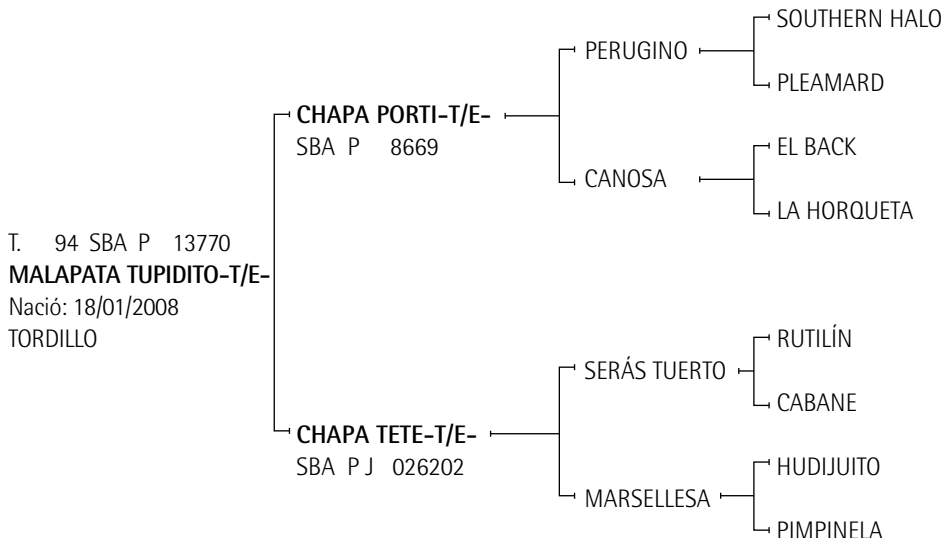 SOUTHERN HALO
PERUGINO
PLEAMARD
CHAPA PORTI-T/E-
SBA P 8669
EL BACK
CANOSA
LA HORQUETA
T. 94 SBA P 13770
MALAPATA TUPIDITO-T/E-
Nació: 18/01/2008
TORDILLO
RUTILÍN
SERÁS TUERTO
CABANE
CHAPA TETE-T/E-
SBA P J 026202
HUDIJUITO
MARSELLESA
PIMPINELA